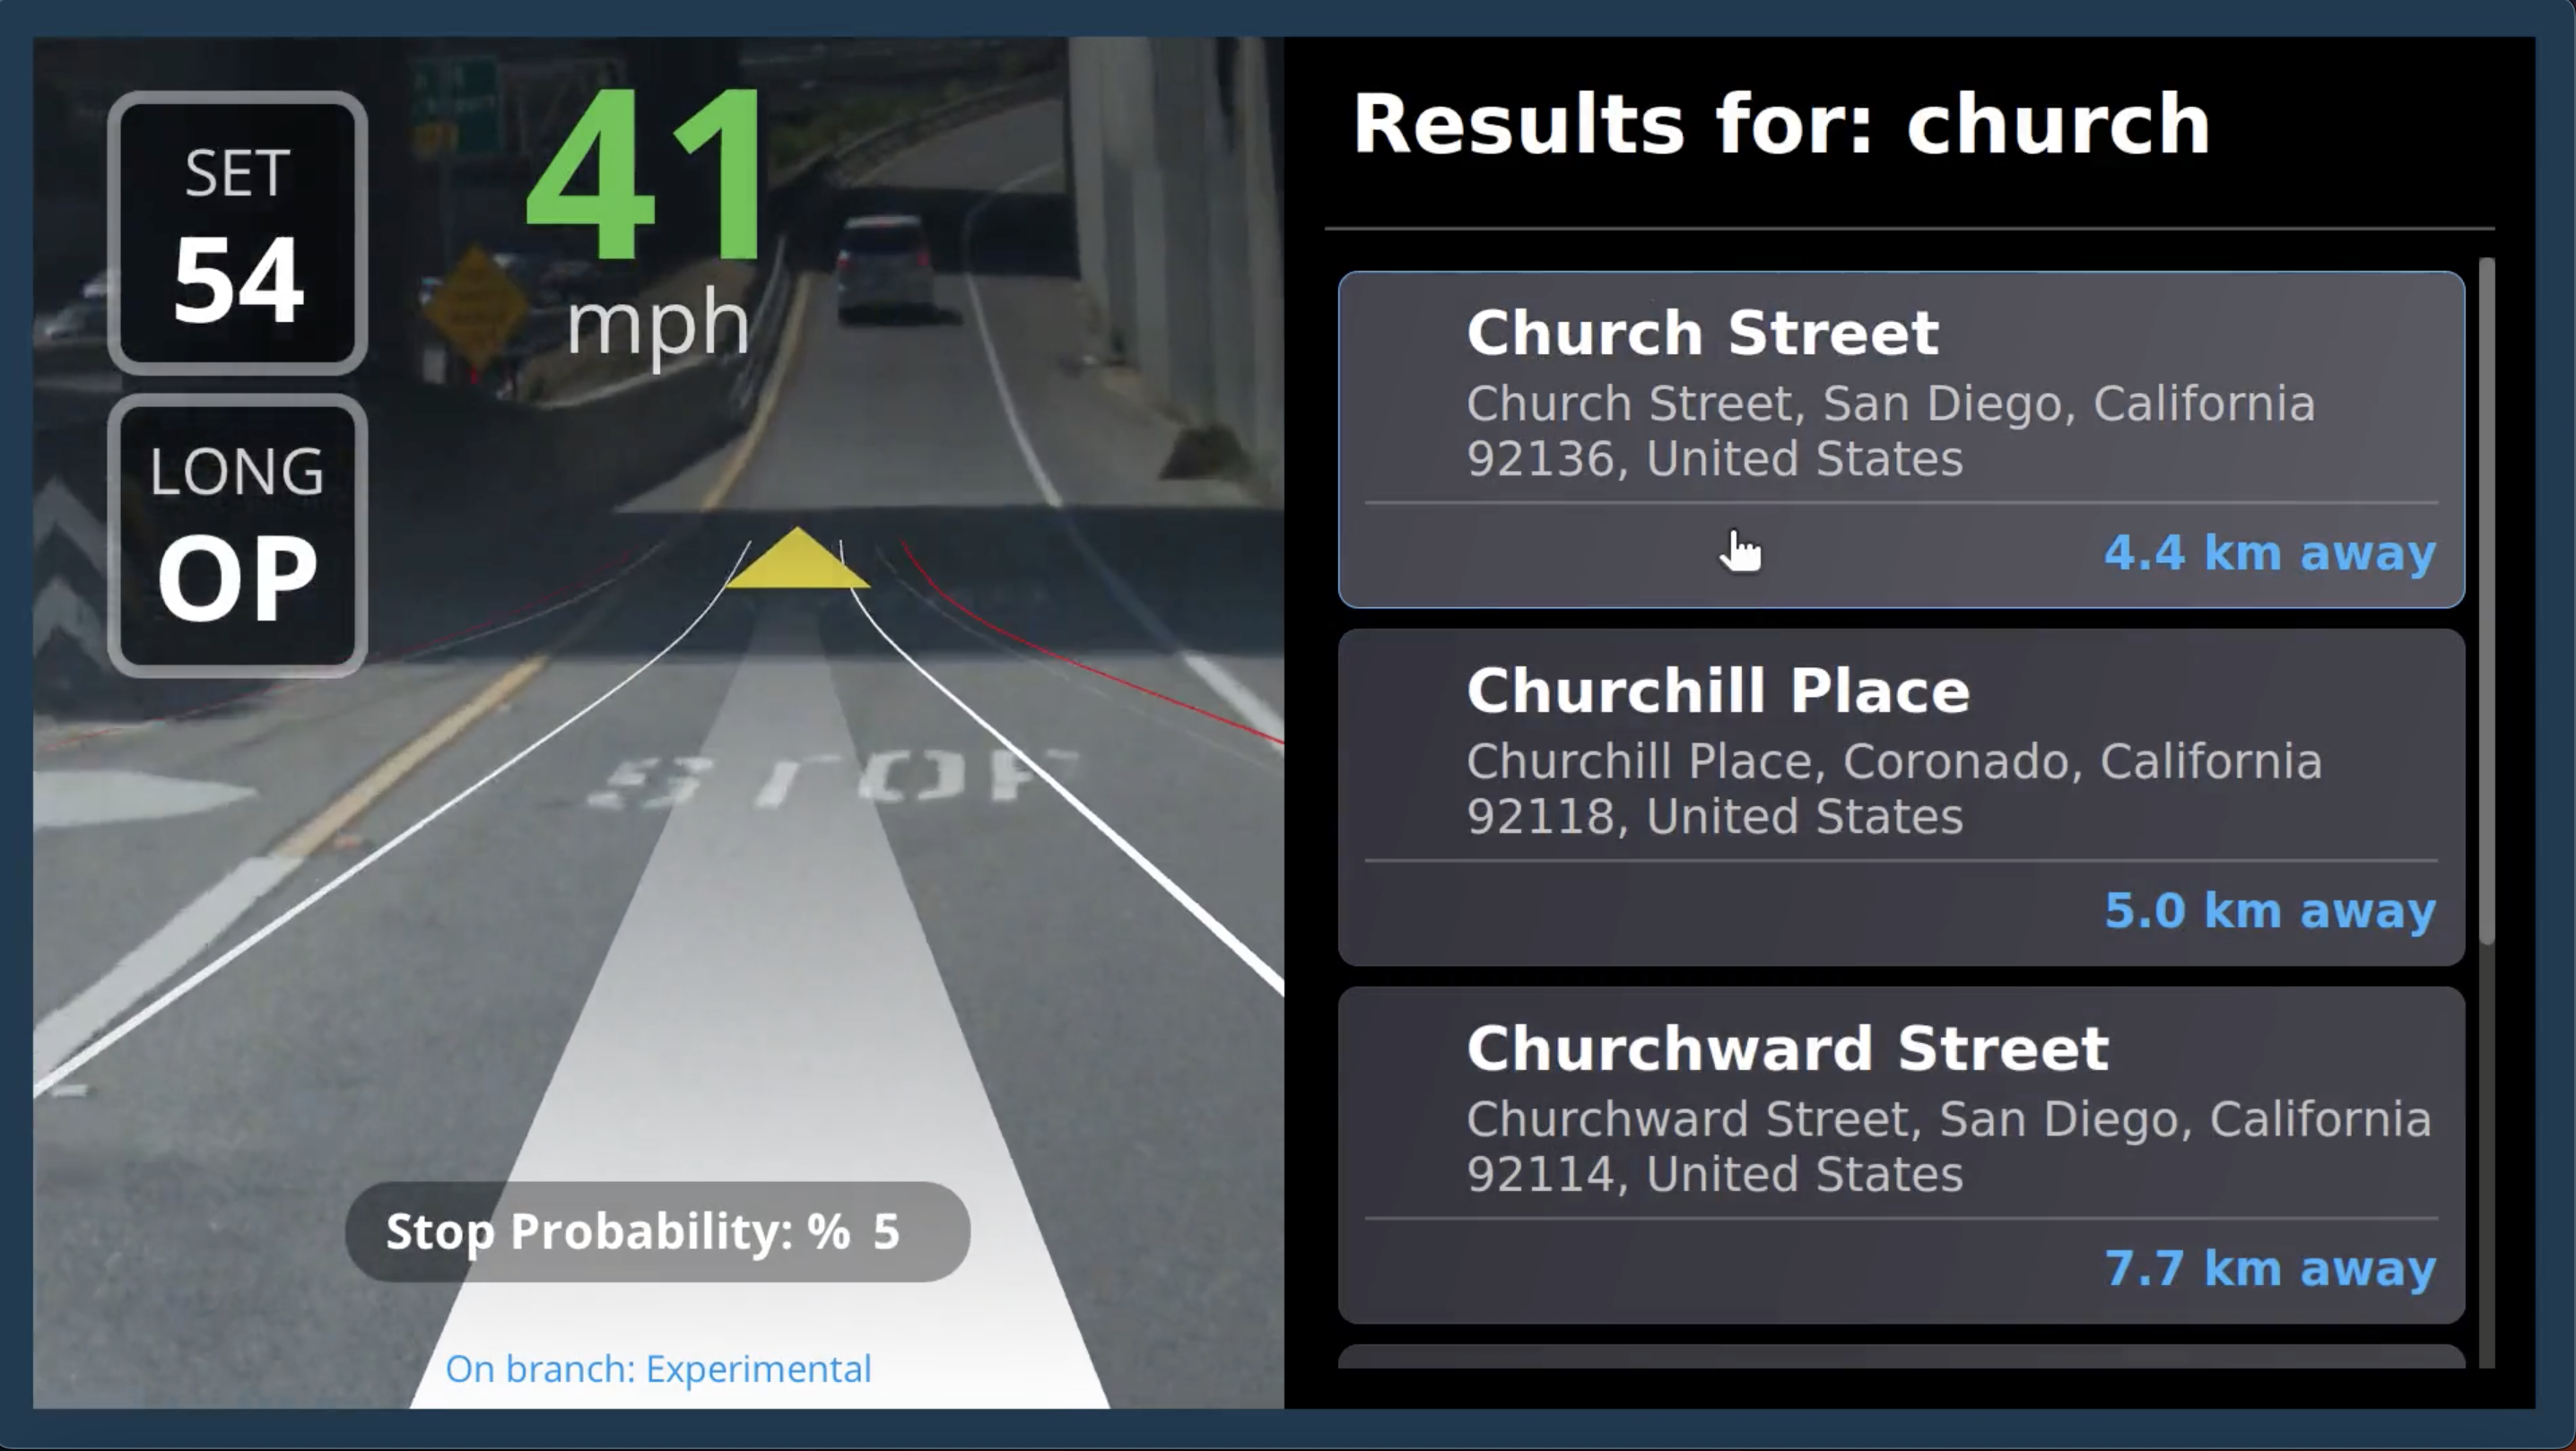 SET
54
41
mph
LONG
OP
STOP
Stop Probability: % 5
On branch: Experimental
Results for: church
Church Street
Church Street, San Diego, California
92136, United States
4.4 km away
Churchill Place
Churchill Place, Coronado, California
92118, United States
5.0 km away
Churchward Street
Churchward Street, San Diego, California
92114, United States
7.7 km away